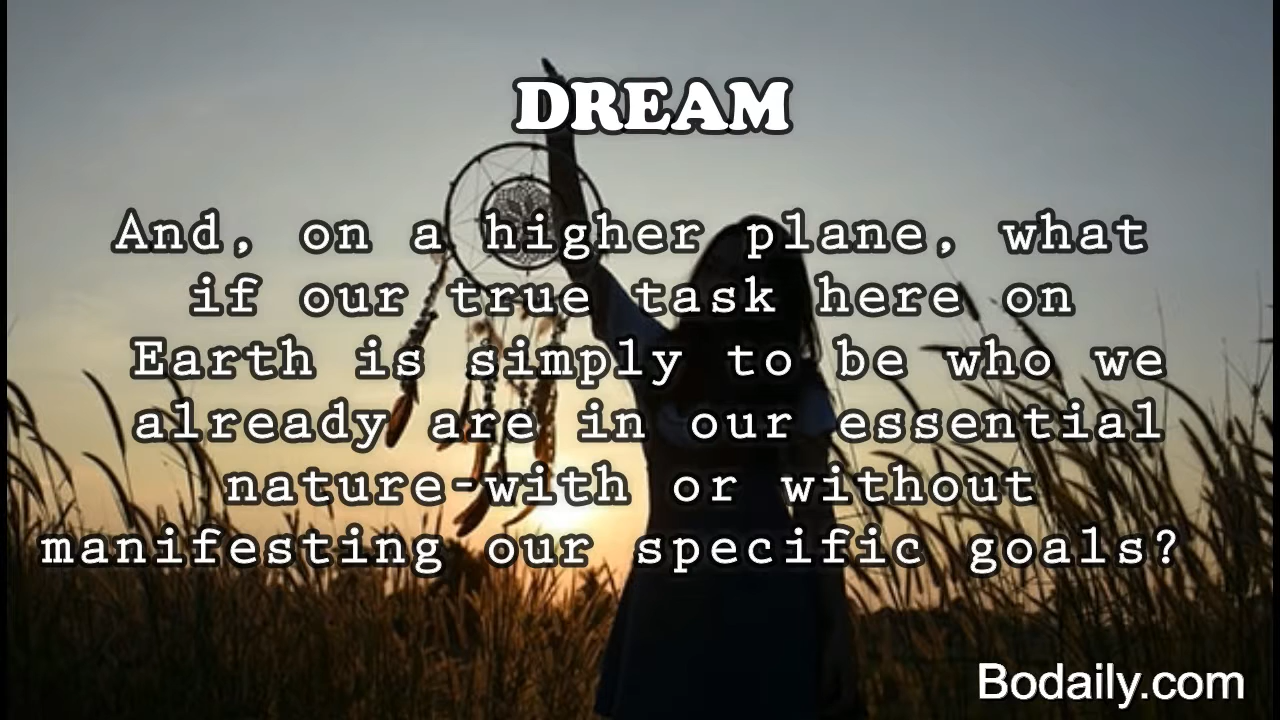 DREAM
And, on a higher plane, what
if our true task here on
Earth is simply to be who we
already are in our essential
nature-with or without
manifesting our specific goals?
Bodaily.com